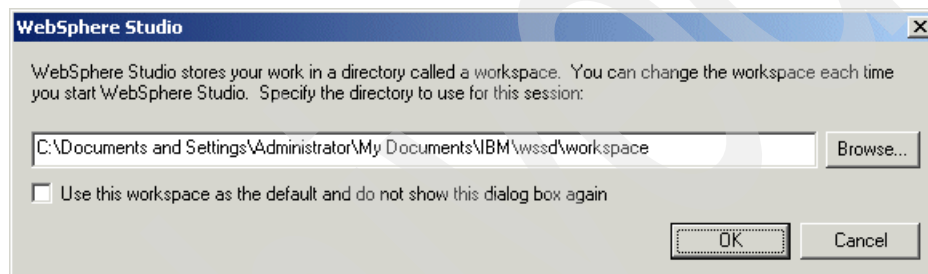 WebSphere Studio
WebSphere Studio stores your work in a directory called a workspace. You can change the workspace each time
you start WebSphere Studio. Specify the directory to use for this session:
C:\Documents and Settings\Administrator\My Documents\IBM\wssd\workspace
Browse...
Use this workspace as the default and do not show this dialog box again
OK
Cancel